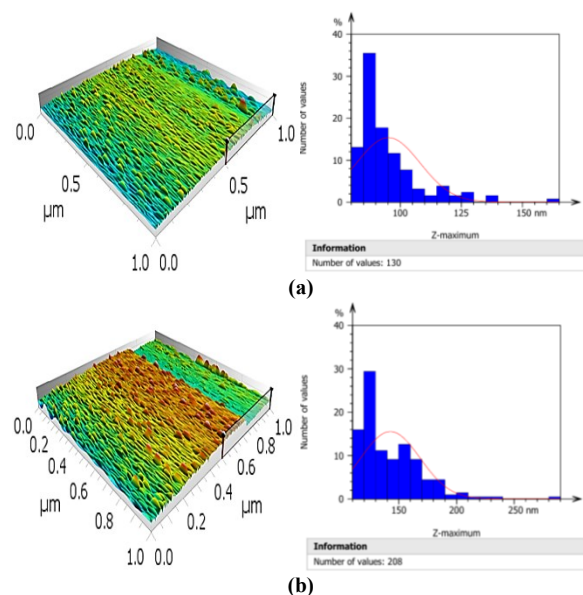 %
40
30
20
10
0
Number of values
100
125
150 nm
Z-maximum
Information
Number of values: 130
0.0
0.5
µm
1.0
0.0
0.5
1.0
(a)
%
40
30
20
10
0
Number of values
150
200
250 nm
Z-maximum
Information
Number of values: 208
0.0
0.2
0.4
0.6
0.8
µm
1.0
0.0
0.2
0.4
0.6
0.8
1.0
µm
(b)